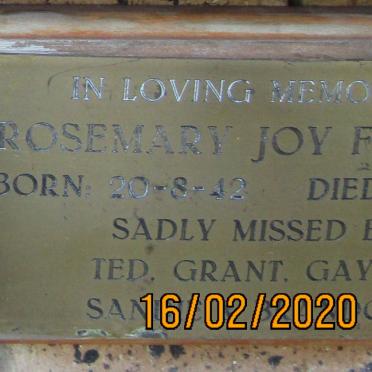 IN LOVING MEMO
ROSEMARY JOY F
BORN: 20-8-42 DIED
SADLY MISSED
TED, GRANT, GAY
SAN
16/02/2020